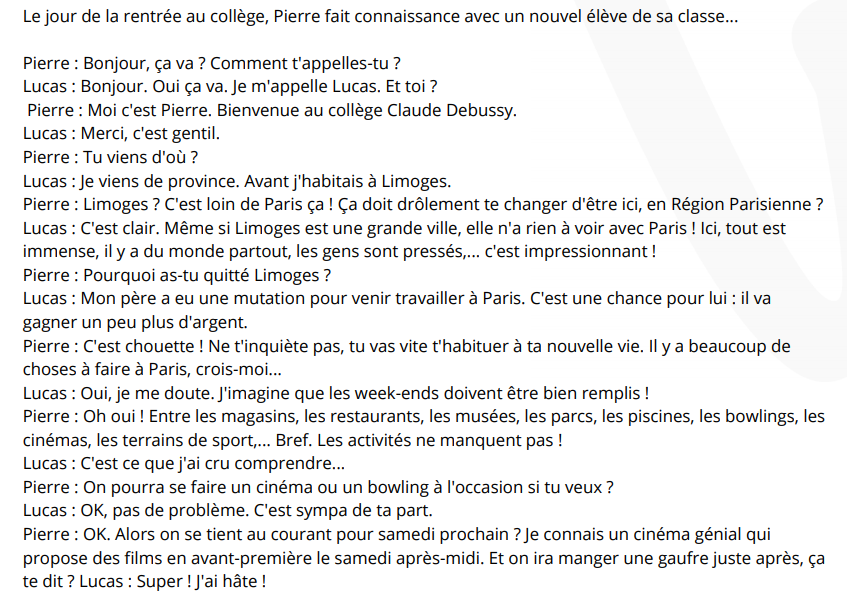 Le jour de la rentrée au collège, Pierre fait connaissance avec un nouvel élève de sa classe...
Pierre : Bonjour, ça va ? Comment t'appelles-tu ?
Lucas : Bonjour. Oui ça va. Je m'appelle Lucas. Et toi ?
Pierre : Moi c'est Pierre. Bienvenue au collège Claude Debussy.
Lucas : Merci, c'est gentil.
Pierre : Tu viens d'où ?
Lucas : Je viens de province. Avant j'habitais à Limoges.
Pierre : Limoges ? C'est loin de Paris ça ! Ça doit drôlement te changer d'être ici, en Région Parisienne ?
Lucas : C'est clair. Même si Limoges est une grande ville, elle n'a rien à voir avec Paris ! Ici, tout est
immense, il y a du monde partout, les gens sont pressés,... c'est impressionnant !
Pierre : Pourquoi as-tu quitté Limoges ?
Lucas : Mon père a eu une mutation pour venir travailler à Paris. C'est une chance pour lui : il va
gagner un peu plus d'argent.
Pierre : C'est chouette ! Ne t'inquiète pas, tu vas vite t'habituer à ta nouvelle vie. Il y a beaucoup de
choses à faire à Paris, crois-moi...
Lucas : Oui, je me doute. J'imagine que les week-ends doivent être bien remplis !
Pierre : Oh oui ! Entre les magasins, les restaurants, les musées, les parcs, les piscines, les bowlings, les
cinémas, les terrains de sport,... Bref. Les activités ne manquent pas !
Lucas : C'est ce que j'ai cru comprendre...
Pierre : On pourra se faire un cinéma ou un bowling à l'occasion si tu veux ?
Lucas : OK, pas de problème. C'est sympa de ta part.
Pierre : OK. Alors on se tient au courant pour samedi prochain ? Je connais un cinéma génial qui
propose des films en avant-première le samedi après-midi. Et on ira manger une gaufre juste après, ça
te dit ? Lucas : Super ! J'ai hâte !